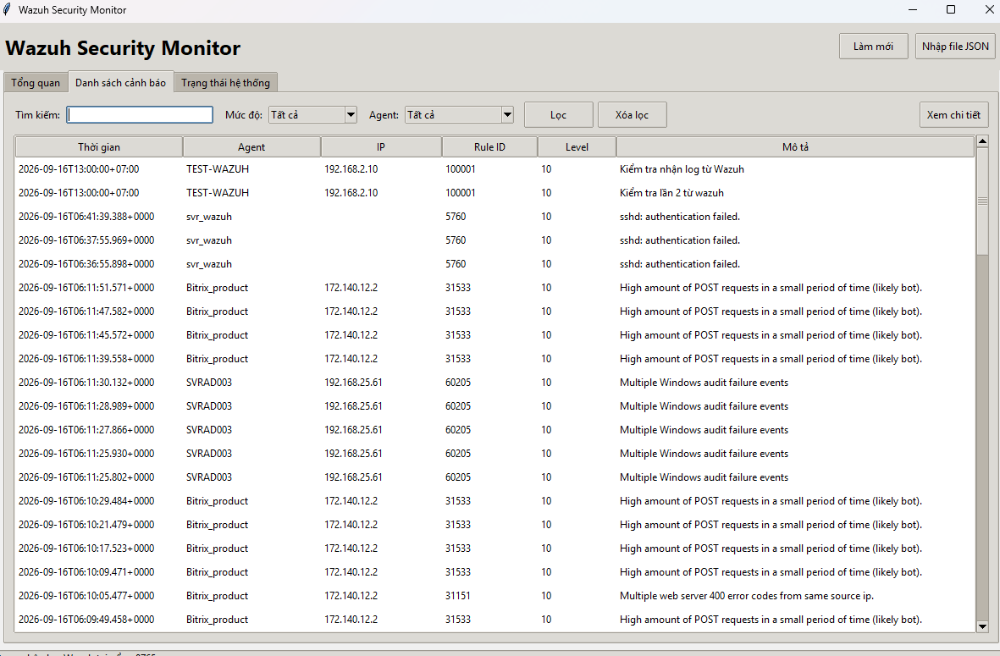 Wazuh Security Monitor
Wazuh Security Monitor Làm mới Nhập file JSON
Tổng quan Danh sách cảnh báo Trạng thái hệ thống
Tìm kiếm: Mức độ: Tất cả Agent: Tất cả Lọc Xóa lọc Xem chi tiết
Thời gian Agent IP Rule ID Level Mô tả
2026-09-16T13:00:00+07:00 TEST-WAZUH 192.168.2.10 100001 10 Kiểm tra nhận log từ Wazuh
2026-09-16T13:00:00+07:00 TEST-WAZUH 192.168.2.10 100001 10 Kiểm tra lần 2 từ wazuh
2026-09-16T06:41:39.388+0000 svr_wazuh 5760 10 sshd: authentication failed.
2026-09-16T06:37:55.969+0000 svr_wazuh 5760 10 sshd: authentication failed.
2026-09-16T06:36:55.898+0000 svr_wazuh 5760 10 sshd: authentication failed.
2026-09-16T06:11:51.571+0000 Bitrix_product 172.140.12.2 31533 10 High amount of POST requests in a small period of time (likely bot).
2026-09-16T06:11:47.582+0000 Bitrix_product 172.140.12.2 31533 10 High amount of POST requests in a small period of time (likely bot).
2026-09-16T06:11:45.572+0000 Bitrix_product 172.140.12.2 31533 10 High amount of POST requests in a small period of time (likely bot).
2026-09-16T06:11:39.558+0000 Bitrix_product 172.140.12.2 31533 10 High amount of POST requests in a small period of time (likely bot).
2026-09-16T06:11:30.132+0000 SVRAD003 192.168.25.61 60205 10 Multiple Windows audit failure events
2026-09-16T06:11:28.989+0000 SVRAD003 192.168.25.61 60205 10 Multiple Windows audit failure events
2026-09-16T06:11:27.866+0000 SVRAD003 192.168.25.61 60205 10 Multiple Windows audit failure events
2026-09-16T06:11:25.930+0000 SVRAD003 192.168.25.61 60205 10 Multiple Windows audit failure events
2026-09-16T06:11:25.802+0000 SVRAD003 192.168.25.61 60205 10 Multiple Windows audit failure events
2026-09-16T06:10:29.484+0000 Bitrix_product 172.140.12.2 31533 10 High amount of POST requests in a small period of time (likely bot).
2026-09-16T06:10:21.479+0000 Bitrix_product 172.140.12.2 31533 10 High amount of POST requests in a small period of time (likely bot).
2026-09-16T06:10:17.523+0000 Bitrix_product 172.140.12.2 31533 10 High amount of POST requests in a small period of time (likely bot).
2026-09-16T06:10:09.471+0000 Bitrix_product 172.140.12.2 31533 10 High amount of POST requests in a small period of time (likely bot).
2026-09-16T06:10:05.477+0000 Bitrix_product 172.140.12.2 31151 10 Multiple web server 400 error codes from same source ip.
2026-09-16T06:09:49.458+0000 Bitrix_product 172.140.12.2 31533 10 High amount of POST requests in a small period of time (likely bot).